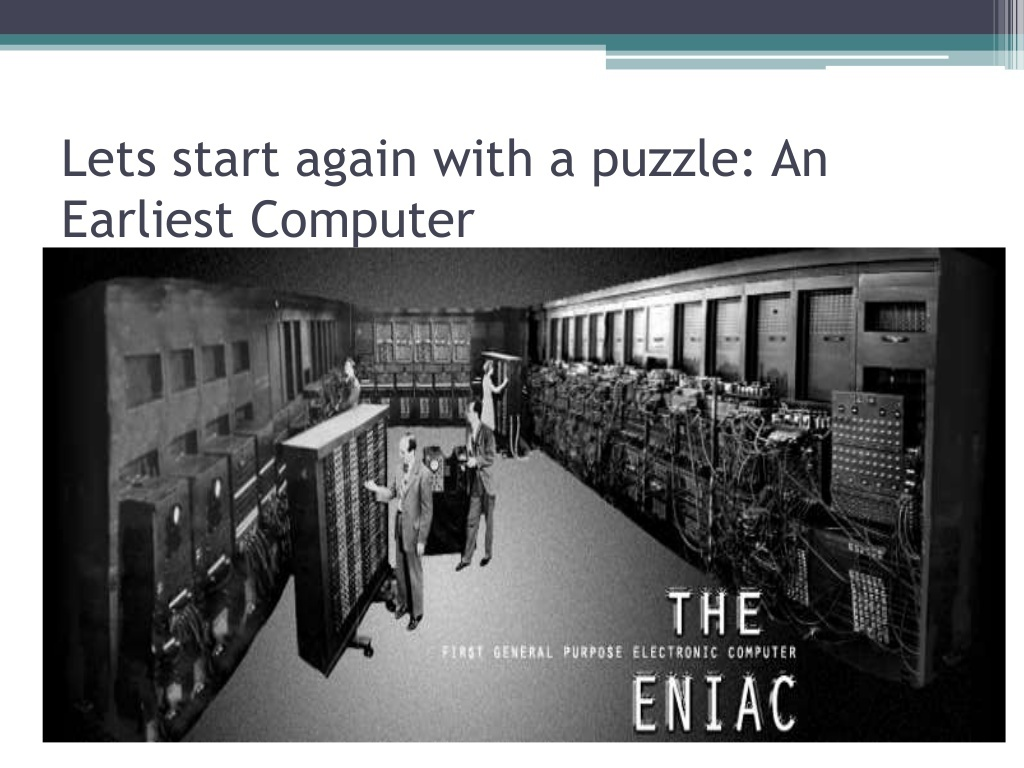 Lets start again with a puzzle: An
Earliest Computer
THE
FIRST GENERAL PURPOSE ELECTRONIC COMPUTER
ENIAC